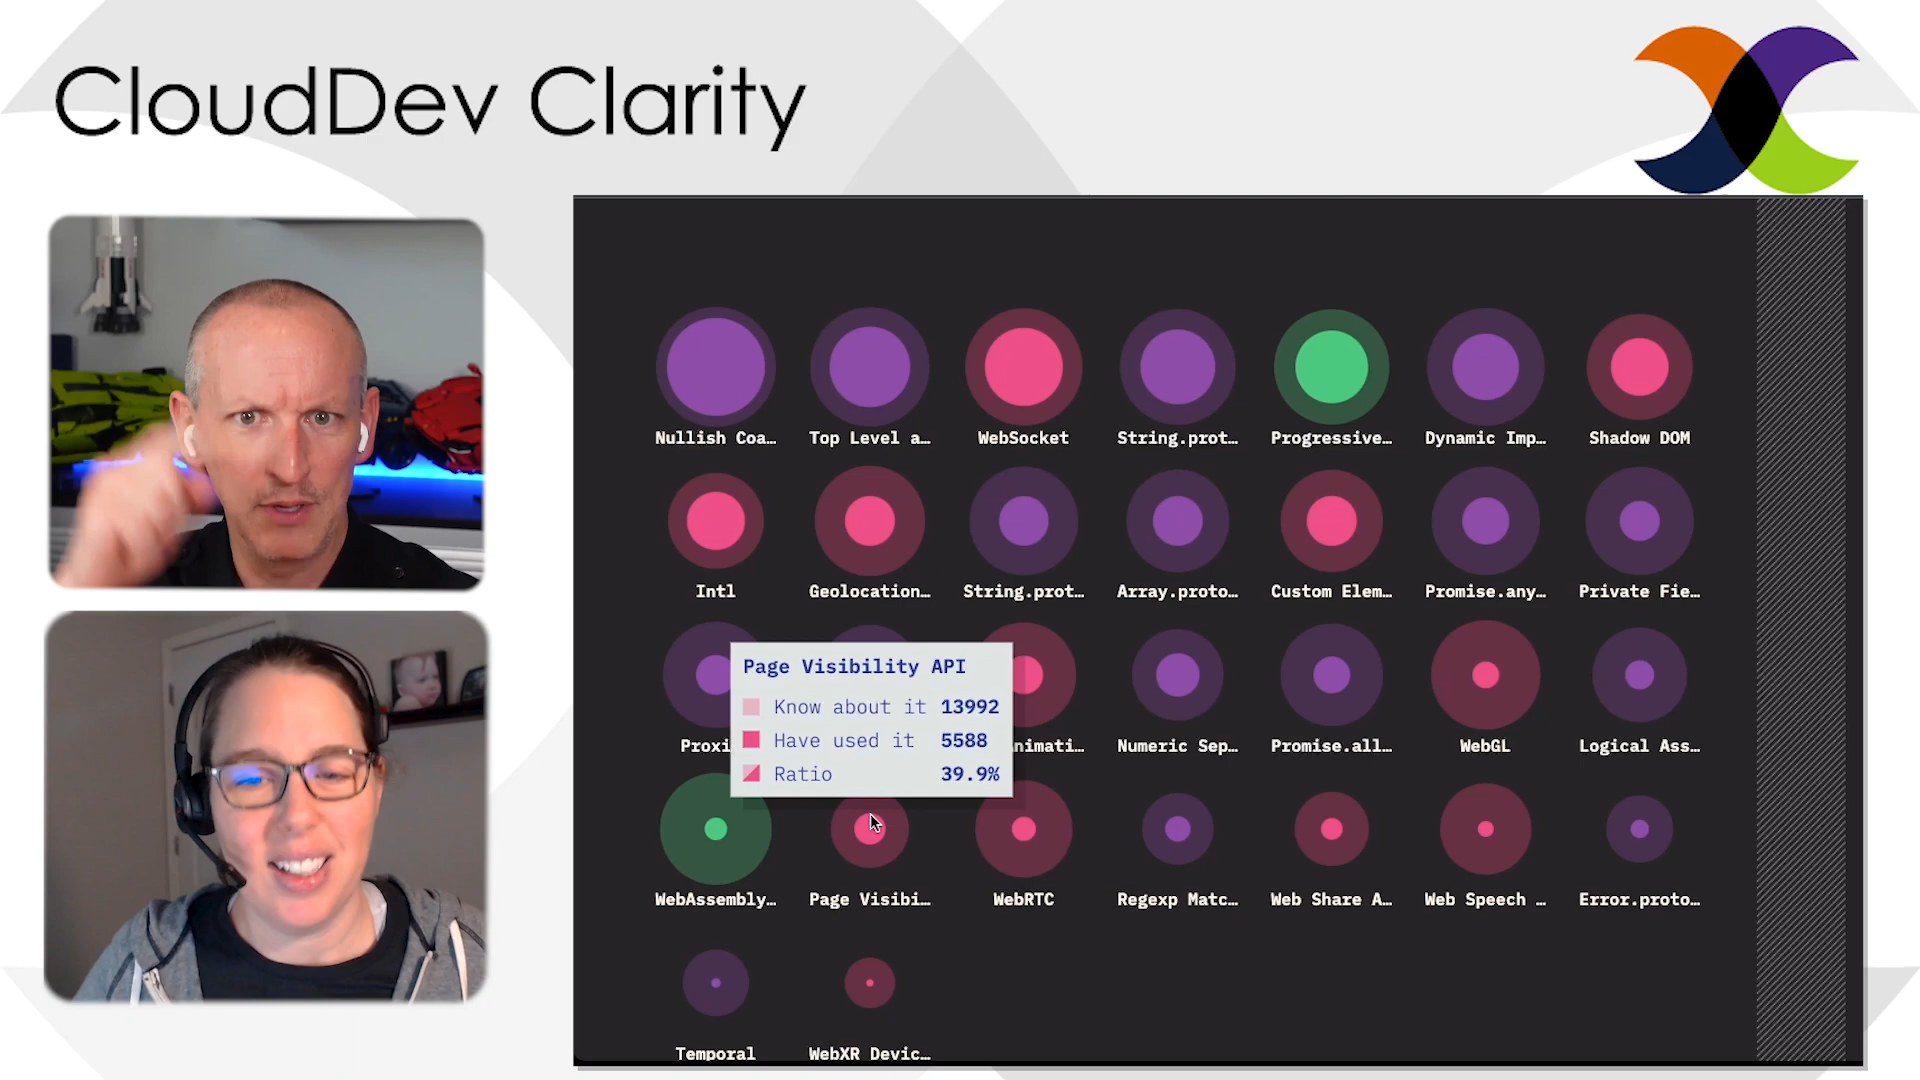 CloudDev Clarity
Nullish Coa…
Top Level a…
WebSocket
String.prot…
Progressive…
Dynamic Imp…
Shadow DOM
Intl
Geolocation…
String.prot…
Array.proto…
Custom Elem…
Promise.any…
Private Fie…
Page Visibility API
Know about it 13992
Have used it 5588
Ratio 39.9%
Proxi
nimati…
Numeric Sep…
Promise.all…
WebGL
Logical Ass…
WebAssembly…
Page Visibi…
WebRTC
Regexp Matc…
Web Share A…
Web Speech …
Error.proto…
Temporal
WebXR Devic…